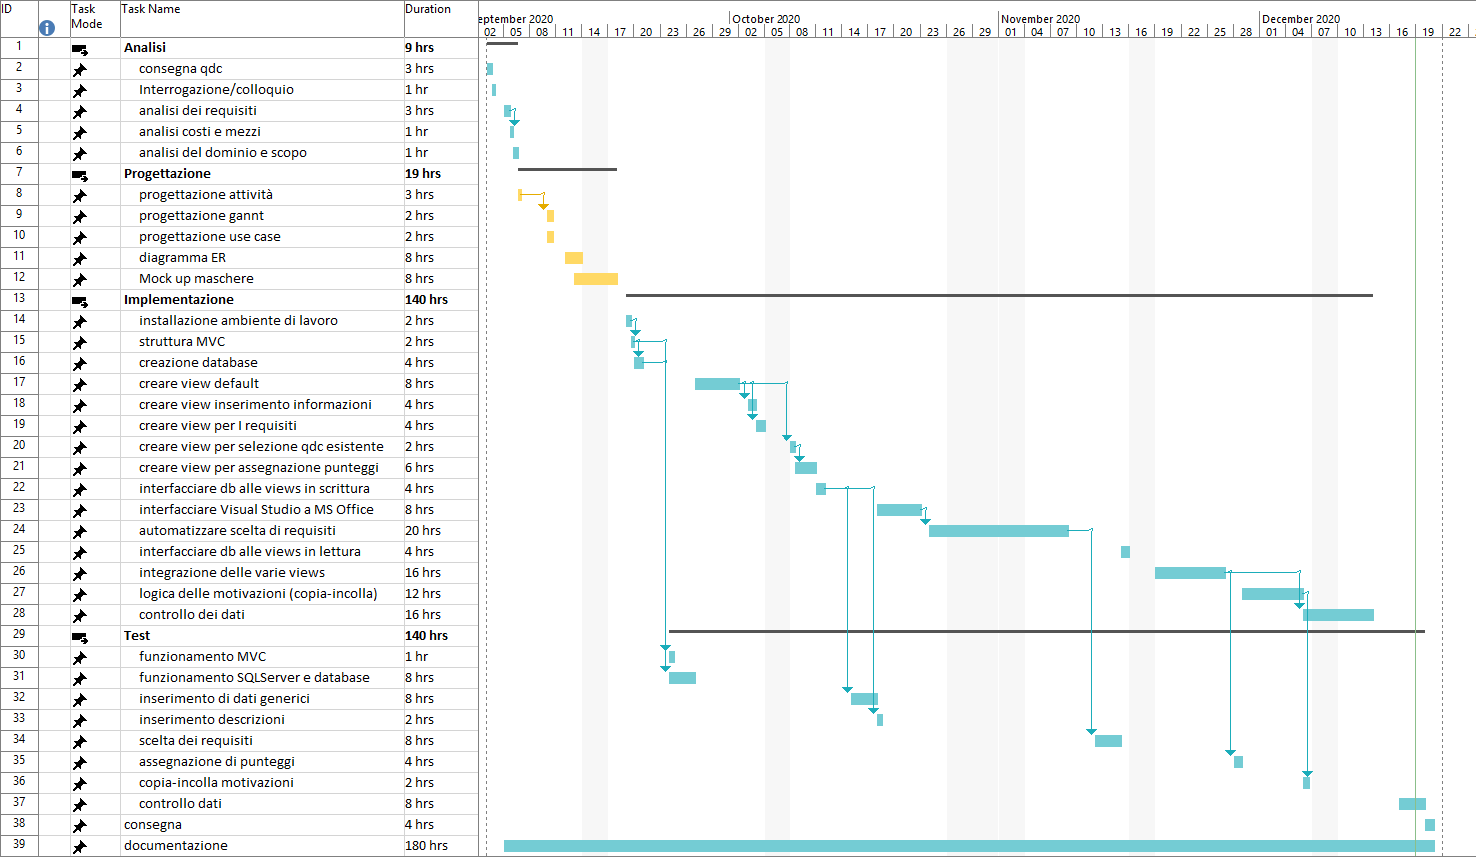 ID Task Mode Task Name Duration
eptember 2020 October 2020 November 2020 December 2020
02 05 08 11 14 17 20 23 26 29 02 05 08 11 14 17 20 23 26 29 01 04 07 10 13 16 19 22 25 28 01 04 07 10 13 16 19 22
1 Analisi 9 hrs
2 consegna qdc 3 hrs
3 Interrogazione/colloquio 1 hr
4 analisi dei requisiti 3 hrs
5 analisi costi e mezzi 1 hr
6 analisi del dominio e scopo 1 hr
7 Progettazione 19 hrs
8 progettazione attività 3 hrs
9 progettazione gannt 2 hrs
10 progettazione use case 2 hrs
11 diagramma ER 8 hrs
12 Mock up maschere 8 hrs
13 Implementazione 140 hrs
14 installazione ambiente di lavoro 2 hrs
15 struttura MVC 2 hrs
16 creazione database 4 hrs
17 creare view default 8 hrs
18 creare view inserimento informazioni 4 hrs
19 creare view per I requisiti 4 hrs
20 creare view per selezione qdc esistente 2 hrs
21 creare view per assegnazione punteggi 6 hrs
22 interfacciare db alle views in scrittura 4 hrs
23 interfacciare Visual Studio a MS Office 8 hrs
24 automatizzare scelta di requisiti 20 hrs
25 interfacciare db alle views in lettura 4 hrs
26 integrazione delle varie views 16 hrs
27 logica delle motivazioni (copia-incolla) 12 hrs
28 controllo dei dati 16 hrs
29 Test 140 hrs
30 funzionamento MVC 1 hr
31 funzionamento SQLServer e database 8 hrs
32 inserimento di dati generici 8 hrs
33 inserimento descrizioni 2 hrs
34 scelta dei requisiti 8 hrs
35 assegnazione di punteggi 4 hrs
36 copia-incolla motivazioni 2 hrs
37 controllo dati 8 hrs
38 consegna 4 hrs
39 documentazione 180 hrs